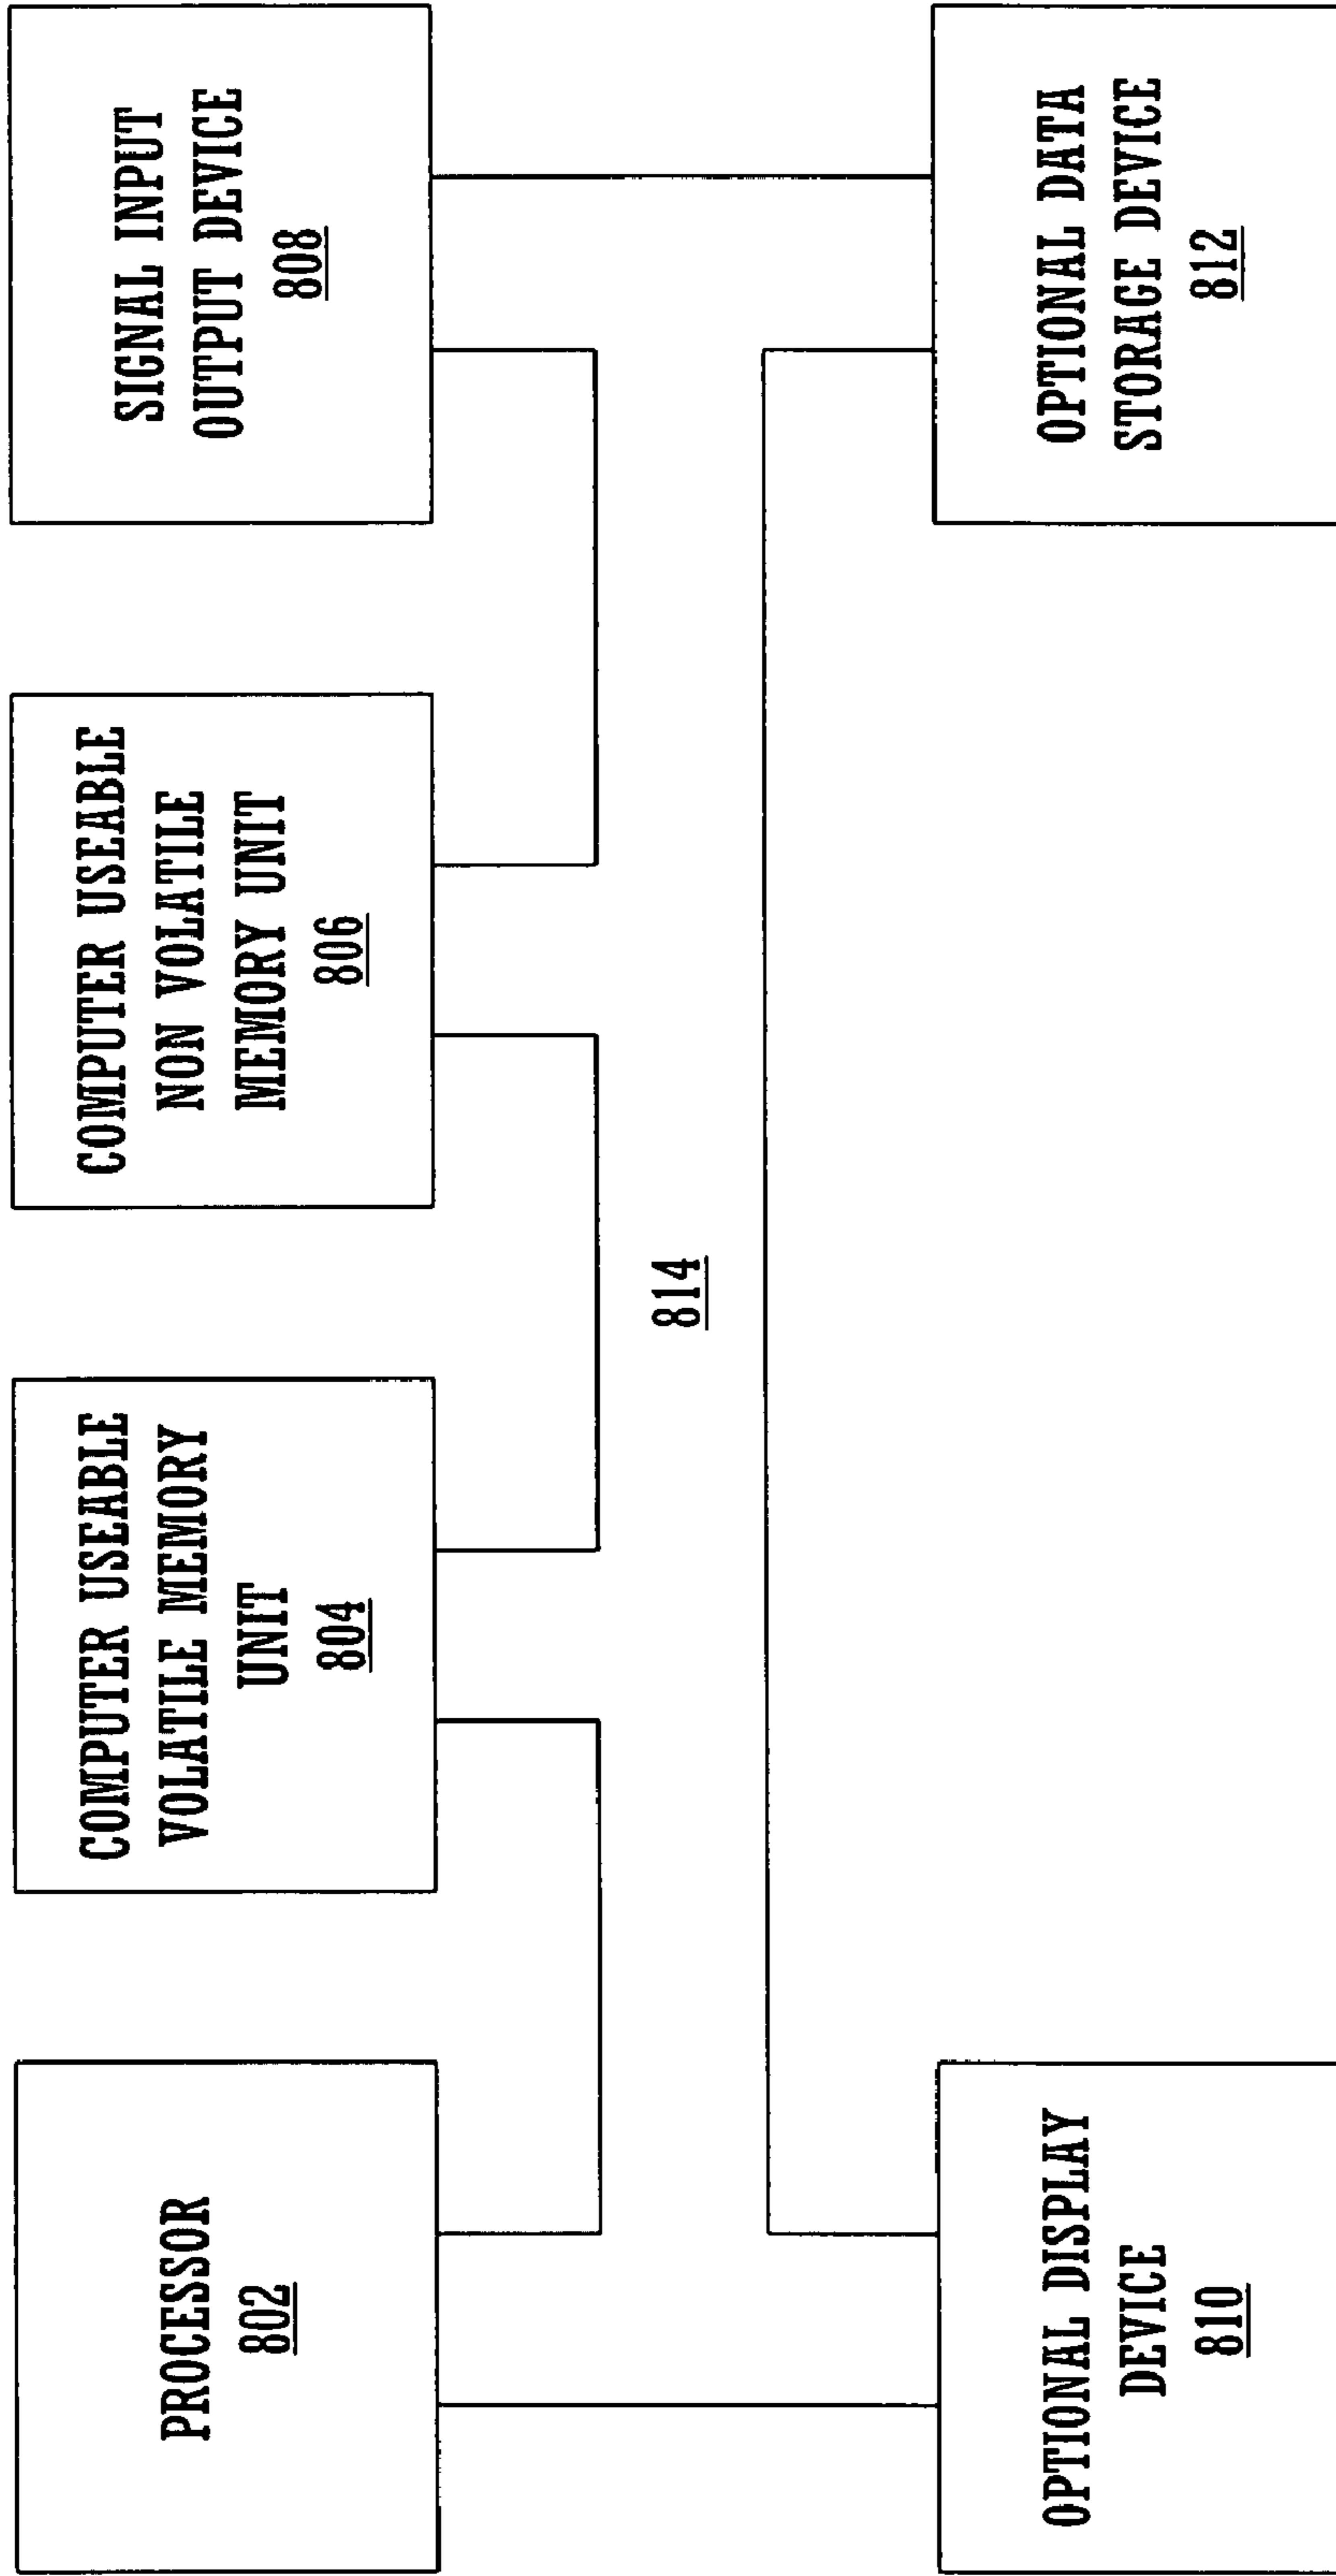 PROCESSOR
802
COMPUTER USEABLE
VOLATILE MEMORY
UNIT
804
COMPUTER USEABLE
NON VOLATILE
MEMORY UNIT
806
SIGNAL INPUT
OUTPUT DEVICE
808
814
OPTIONAL DISPLAY
DEVICE
810
OPTIONAL DATA
STORAGE DEVICE
812